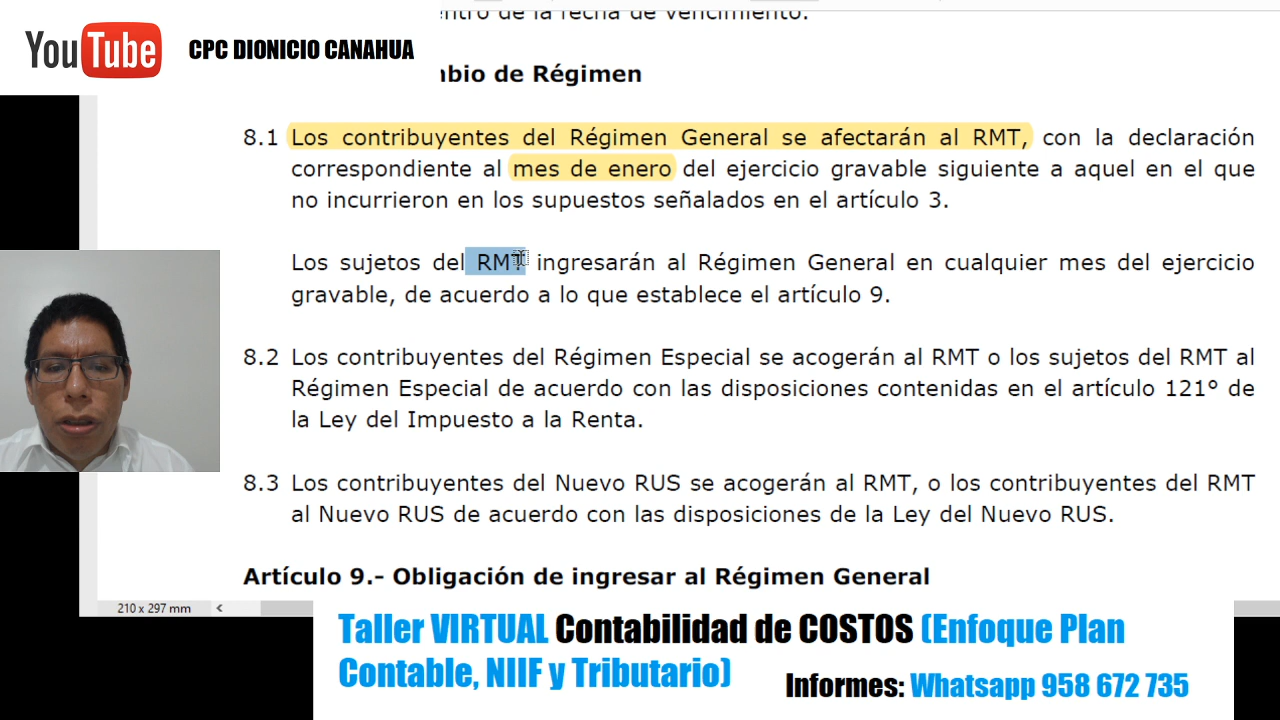 YouTube CPC DIONICIO CANAHUA
entro de la fecha de vencimiento.
bio de Régimen
8.1 Los contribuyentes del Régimen General se afectarán al RMT, con la declaración
correspondiente al mes de enero del ejercicio gravable siguiente a aquel en el que
no incurrieron en los supuestos señalados en el artículo 3.
Los sujetos del RMT ingresarán al Régimen General en cualquier mes del ejercicio
gravable, de acuerdo a lo que establece el artículo 9.
8.2 Los contribuyentes del Régimen Especial se acogerán al RMT o los sujetos del RMT al
Régimen Especial de acuerdo con las disposiciones contenidas en el artículo 121° de
la Ley del Impuesto a la Renta.
8.3 Los contribuyentes del Nuevo RUS se acogerán al RMT, o los contribuyentes del RMT
al Nuevo RUS de acuerdo con las disposiciones de la Ley del Nuevo RUS.
Artículo 9.- Obligación de ingresar al Régimen General
210 x 297 mm
Taller VIRTUAL Contabilidad de COSTOS (Enfoque Plan
Contable, NIIF y Tributario)
Informes: Whatsapp 958 672 735